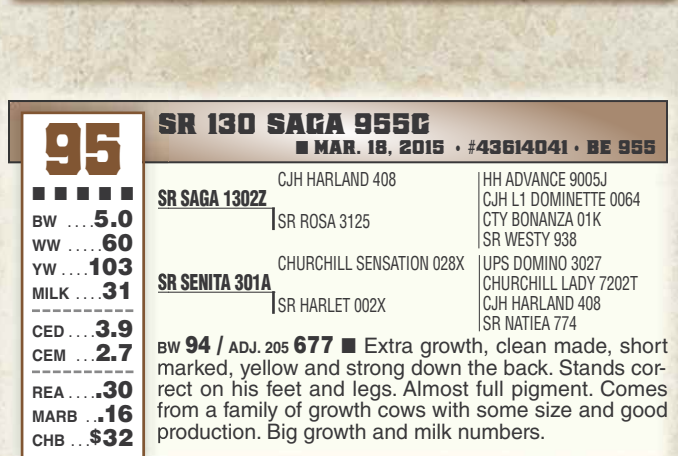 95
BW ....5.0
WW .....60
YW ....103
MILK ....31
CED ....3.9
CEM ...2.7
REA .....30
MARB ...16
CHB ...$32
SR 130 SAGA 955C
■ MAR. 18, 2015 • #43614041 • BE 955
CJH HARLAND 408
SR SAGA 1302Z
SR ROSA 3125
HH ADVANCE 9005J
CJH L1 DOMINETTE 0064
CTY BONANZA 01K
SR WESTY 938
CHURCHILL SENSATION 028X
SR SENITA 301A
SR HARLET 002X
UPS DOMINO 3027
CHURCHILL LADY 7202T
CJH HARLAND 408
SR NATIEA 774
BW 94 / ADJ. 205 677 ■ Extra growth, clean made, short
marked, yellow and strong down the back. Stands cor-
rect on his feet and legs. Almost full pigment. Comes
from a family of growth cows with some size and good
production. Big growth and milk numbers.